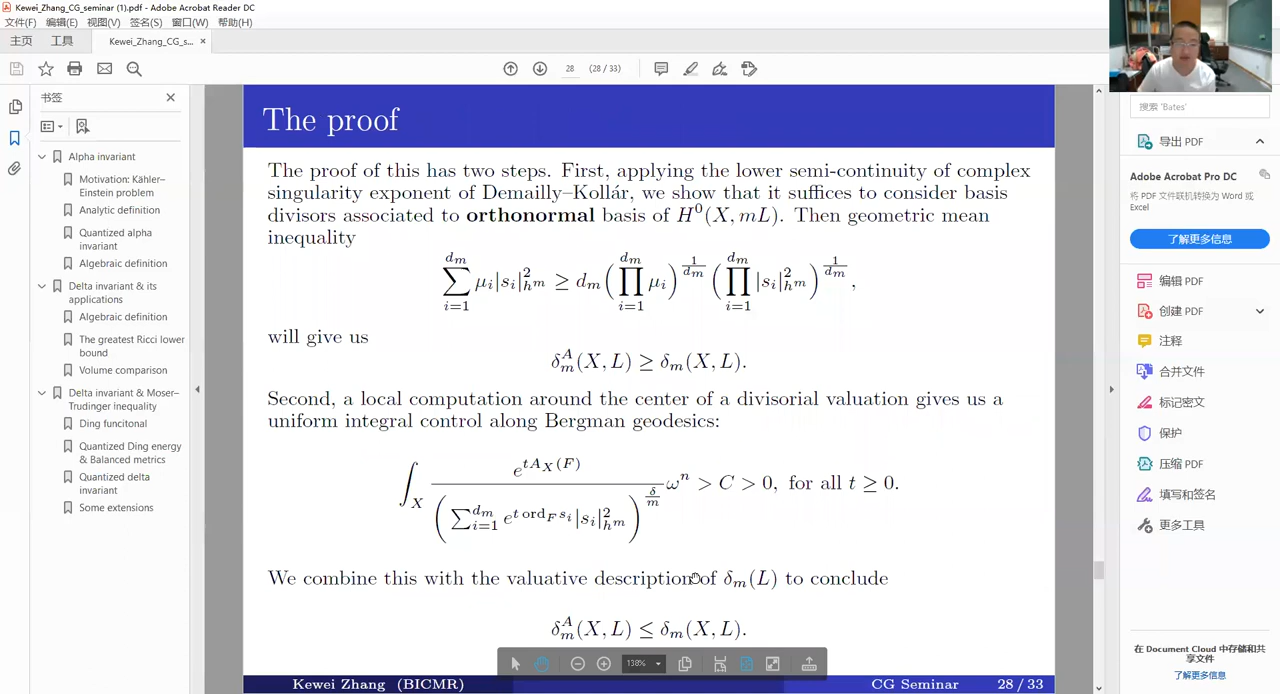 Kewei_Zhang_CG_seminar (1).pdf - Adobe Acrobat Reader DC
文件(F) 编辑(E) 视图(V) 签名(S) 窗口(W) 帮助(H)
主页 工具 Kewei_Zhang_CG_s... ×
28 (28 / 33)
书签
Alpha invariant
Motivation: Kähler–
Einstein problem
Analytic definition
Quantized alpha
invariant
Algebraic definition
Delta invariant & its
applications
Algebraic definition
The greatest Ricci lower
bound
Volume comparison
Delta invariant & Moser–
Trudinger inequality
Ding funcitonal
Quantized Ding energy
& Balanced metrics
Quantized delta
invariant
Some extensions
The proof
The proof of this has two steps. First, applying the lower semi-continuity of complex
singularity exponent of Demailly–Kollár, we show that it suffices to consider basis
divisors associated to orthonormal basis of H^0(X, mL). Then geometric mean
inequality
\sum_{i=1}^{d_m} μ_i|s_i|^2_{h^m} ≥ d_m(\prod_{i=1}^{d_m} μ_i)^{\frac{1}{d_m}} (\prod_{i=1}^{d_m} |s_i|^2_{h^m})^{\frac{1}{d_m}},
will give us
δ^A_m(X, L) ≥ δ_m(X, L).
Second, a local computation around the center of a divisorial valuation gives us a
uniform integral control along Bergman geodesics:
\int_X \frac{e^{tA_X(F)}}{(\sum_{i=1}^{d_m} e^{t ord_F s_i}|s_i|^2_{h^m})^{\frac{δ}{m}}} ω^n > C > 0, for all t ≥ 0.
We combine this with the valuative description of δ_m(L) to conclude
δ^A_m(X, L) ≤ δ_m(X, L).
138%
Kewei Zhang (BICMR) CG Seminar 28 / 33
搜索 'Bates'
导出 PDF
Adobe Acrobat Pro DC
将 PDF 文档联机转换为 Word 或
Excel
了解更多信息
编辑 PDF
创建 PDF
注释
合并文件
标记密文
保护
压缩 PDF
填写和签名
更多工具
在 Document Cloud 中存储和共
享文件
了解更多信息